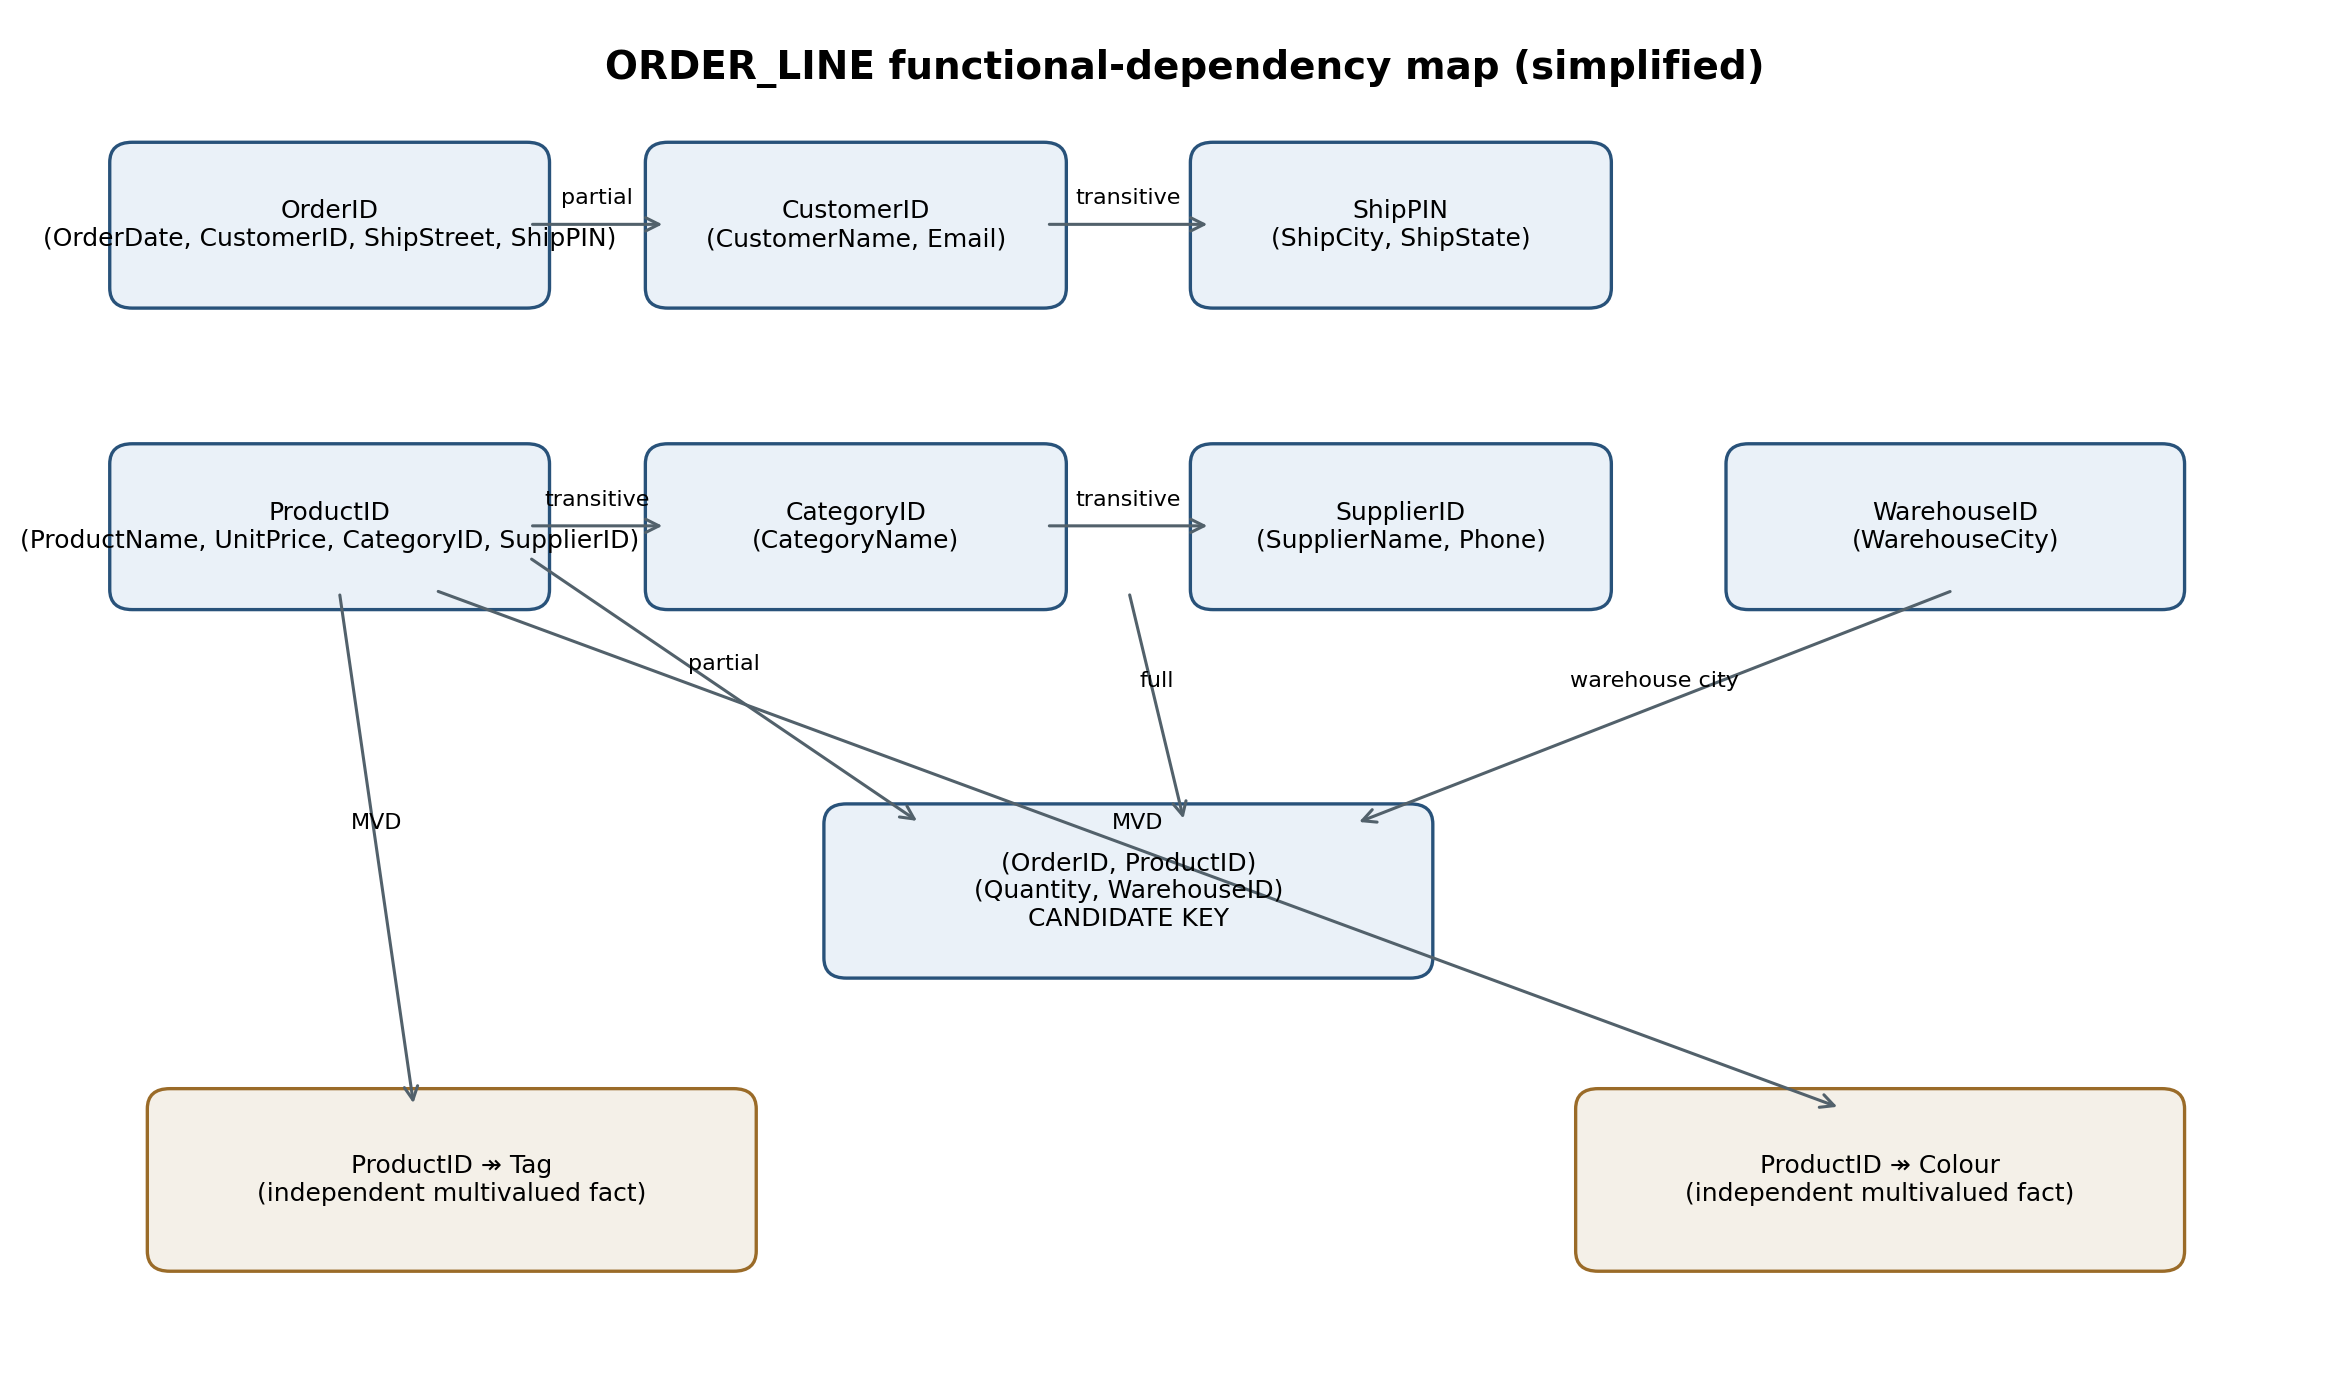 ORDER_LINE functional-dependency map (simplified)
OrderID
(OrderDate, CustomerID, ShipStreet, ShipPIN)
partial
CustomerID
(CustomerName, Email)
transitive
ShipPIN
(ShipCity, ShipState)
ProductID
(ProductName, UnitPrice, CategoryID, SupplierID)
transitive
CategoryID
(CategoryName)
transitive
SupplierID
(SupplierName, Phone)
WarehouseID
(WarehouseCity)
partial
full
warehouse city
MVD
MVD
(OrderID, ProductID)
(Quantity, WarehouseID)
CANDIDATE KEY
ProductID ↠ Tag
(independent multivalued fact)
ProductID ↠ Colour
(independent multivalued fact)